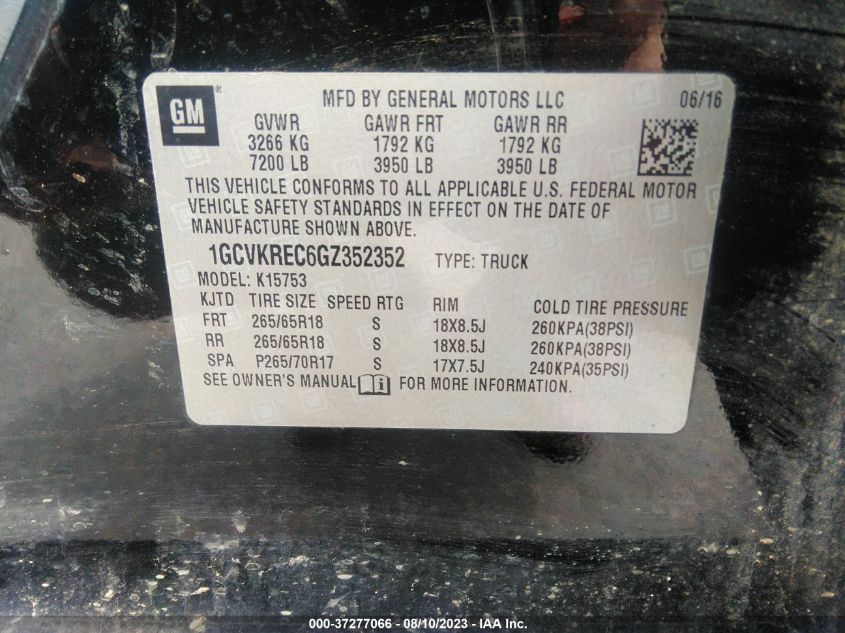 GM
MFD BY GENERAL MOTORS LLC 06/16
GVWR GAWR FRT GAWR RR
3266 KG 1792 KG 1792 KG
7200 LB 3950 LB 3950 LB
THIS VEHICLE CONFORMS TO ALL APPLICABLE U.S. FEDERAL MOTOR
VEHICLE SAFETY STANDARDS IN EFFECT ON THE DATE OF
MANUFACTURE SHOWN ABOVE.
1GCVKREC6GZ352352 TYPE: TRUCK
MODEL: K15753
KJTD TIRE SIZE SPEED RTG RIM COLD TIRE PRESSURE
FRT 265/65R18 S 18X8.5J 260KPA(38PSI)
RR 265/65R18 S 18X8.5J 260KPA(38PSI)
SPA P265/70R17 S 17X7.5J 240KPA(35PSI)
SEE OWNER'S MANUAL FOR MORE INFORMATION.
000-37277066 - 08/10/2023 - IAA Inc.